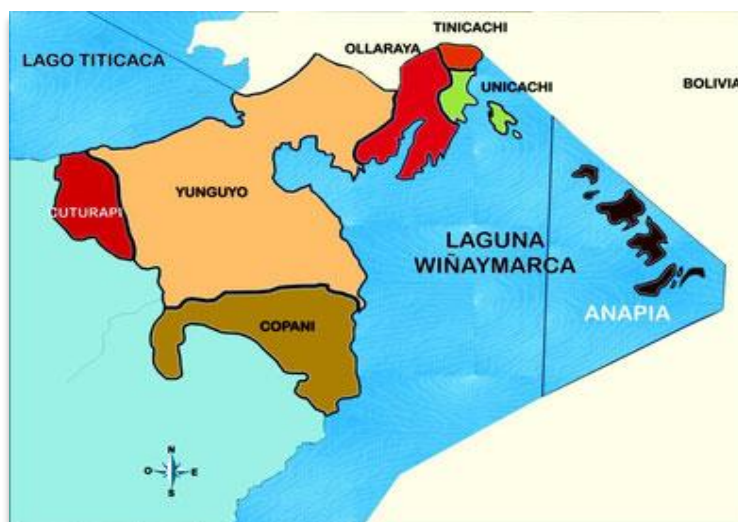 TINICACHI
OLLARAYA
LAGO TITICACA
UNICACHI
BOLIVIA
YUNGUYO
CUTURAPI
LAGUNA
WIÑAYMARCA
ANAPIA
COPANI
N
O E
S